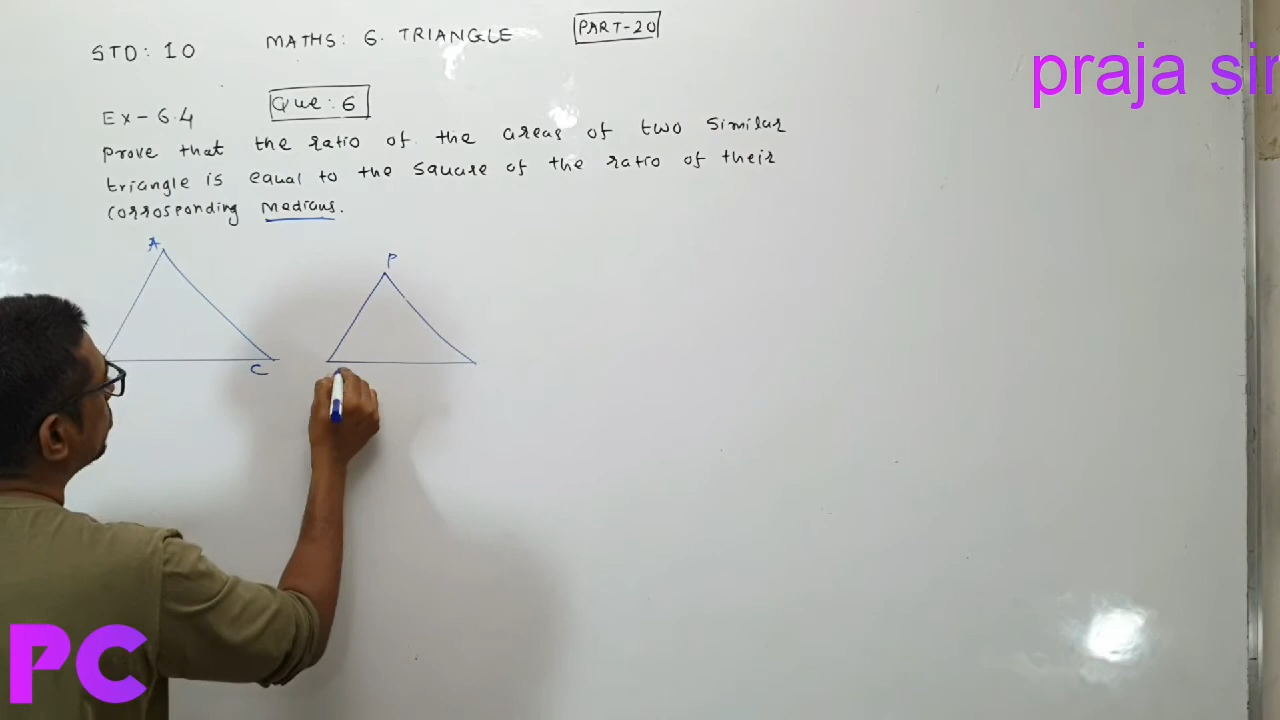 STD: 10 MATHS: 6. TRIANGLE PART-20
praja sir
Ex-6.4 Que: 6
Prove that the ratio of the areas of two similar
triangle is equal to the square of the ratio of their
corrosponding Medians.
A
P
C
PC